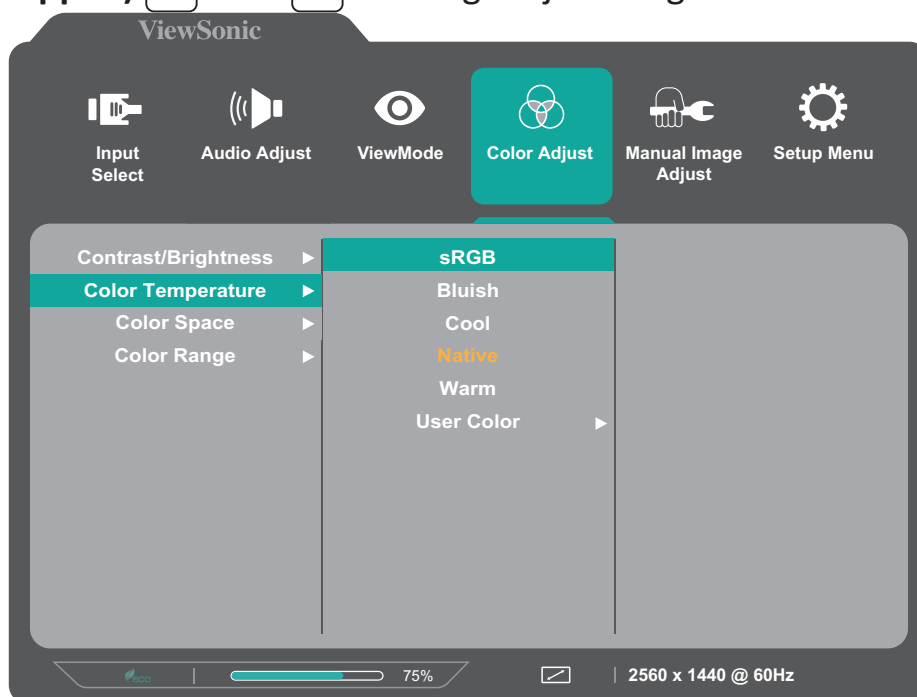 ViewSonic
Input
Select
Audio Adjust
ViewMode
Color Adjust
Manual Image
Adjust
Setup Menu
Contrast/Brightness
Color Temperature
Color Space
Color Range
sRGB
Bluish
Cool
Native
Warm
User Color
eco
75%
2560 x 1440 @ 60Hz